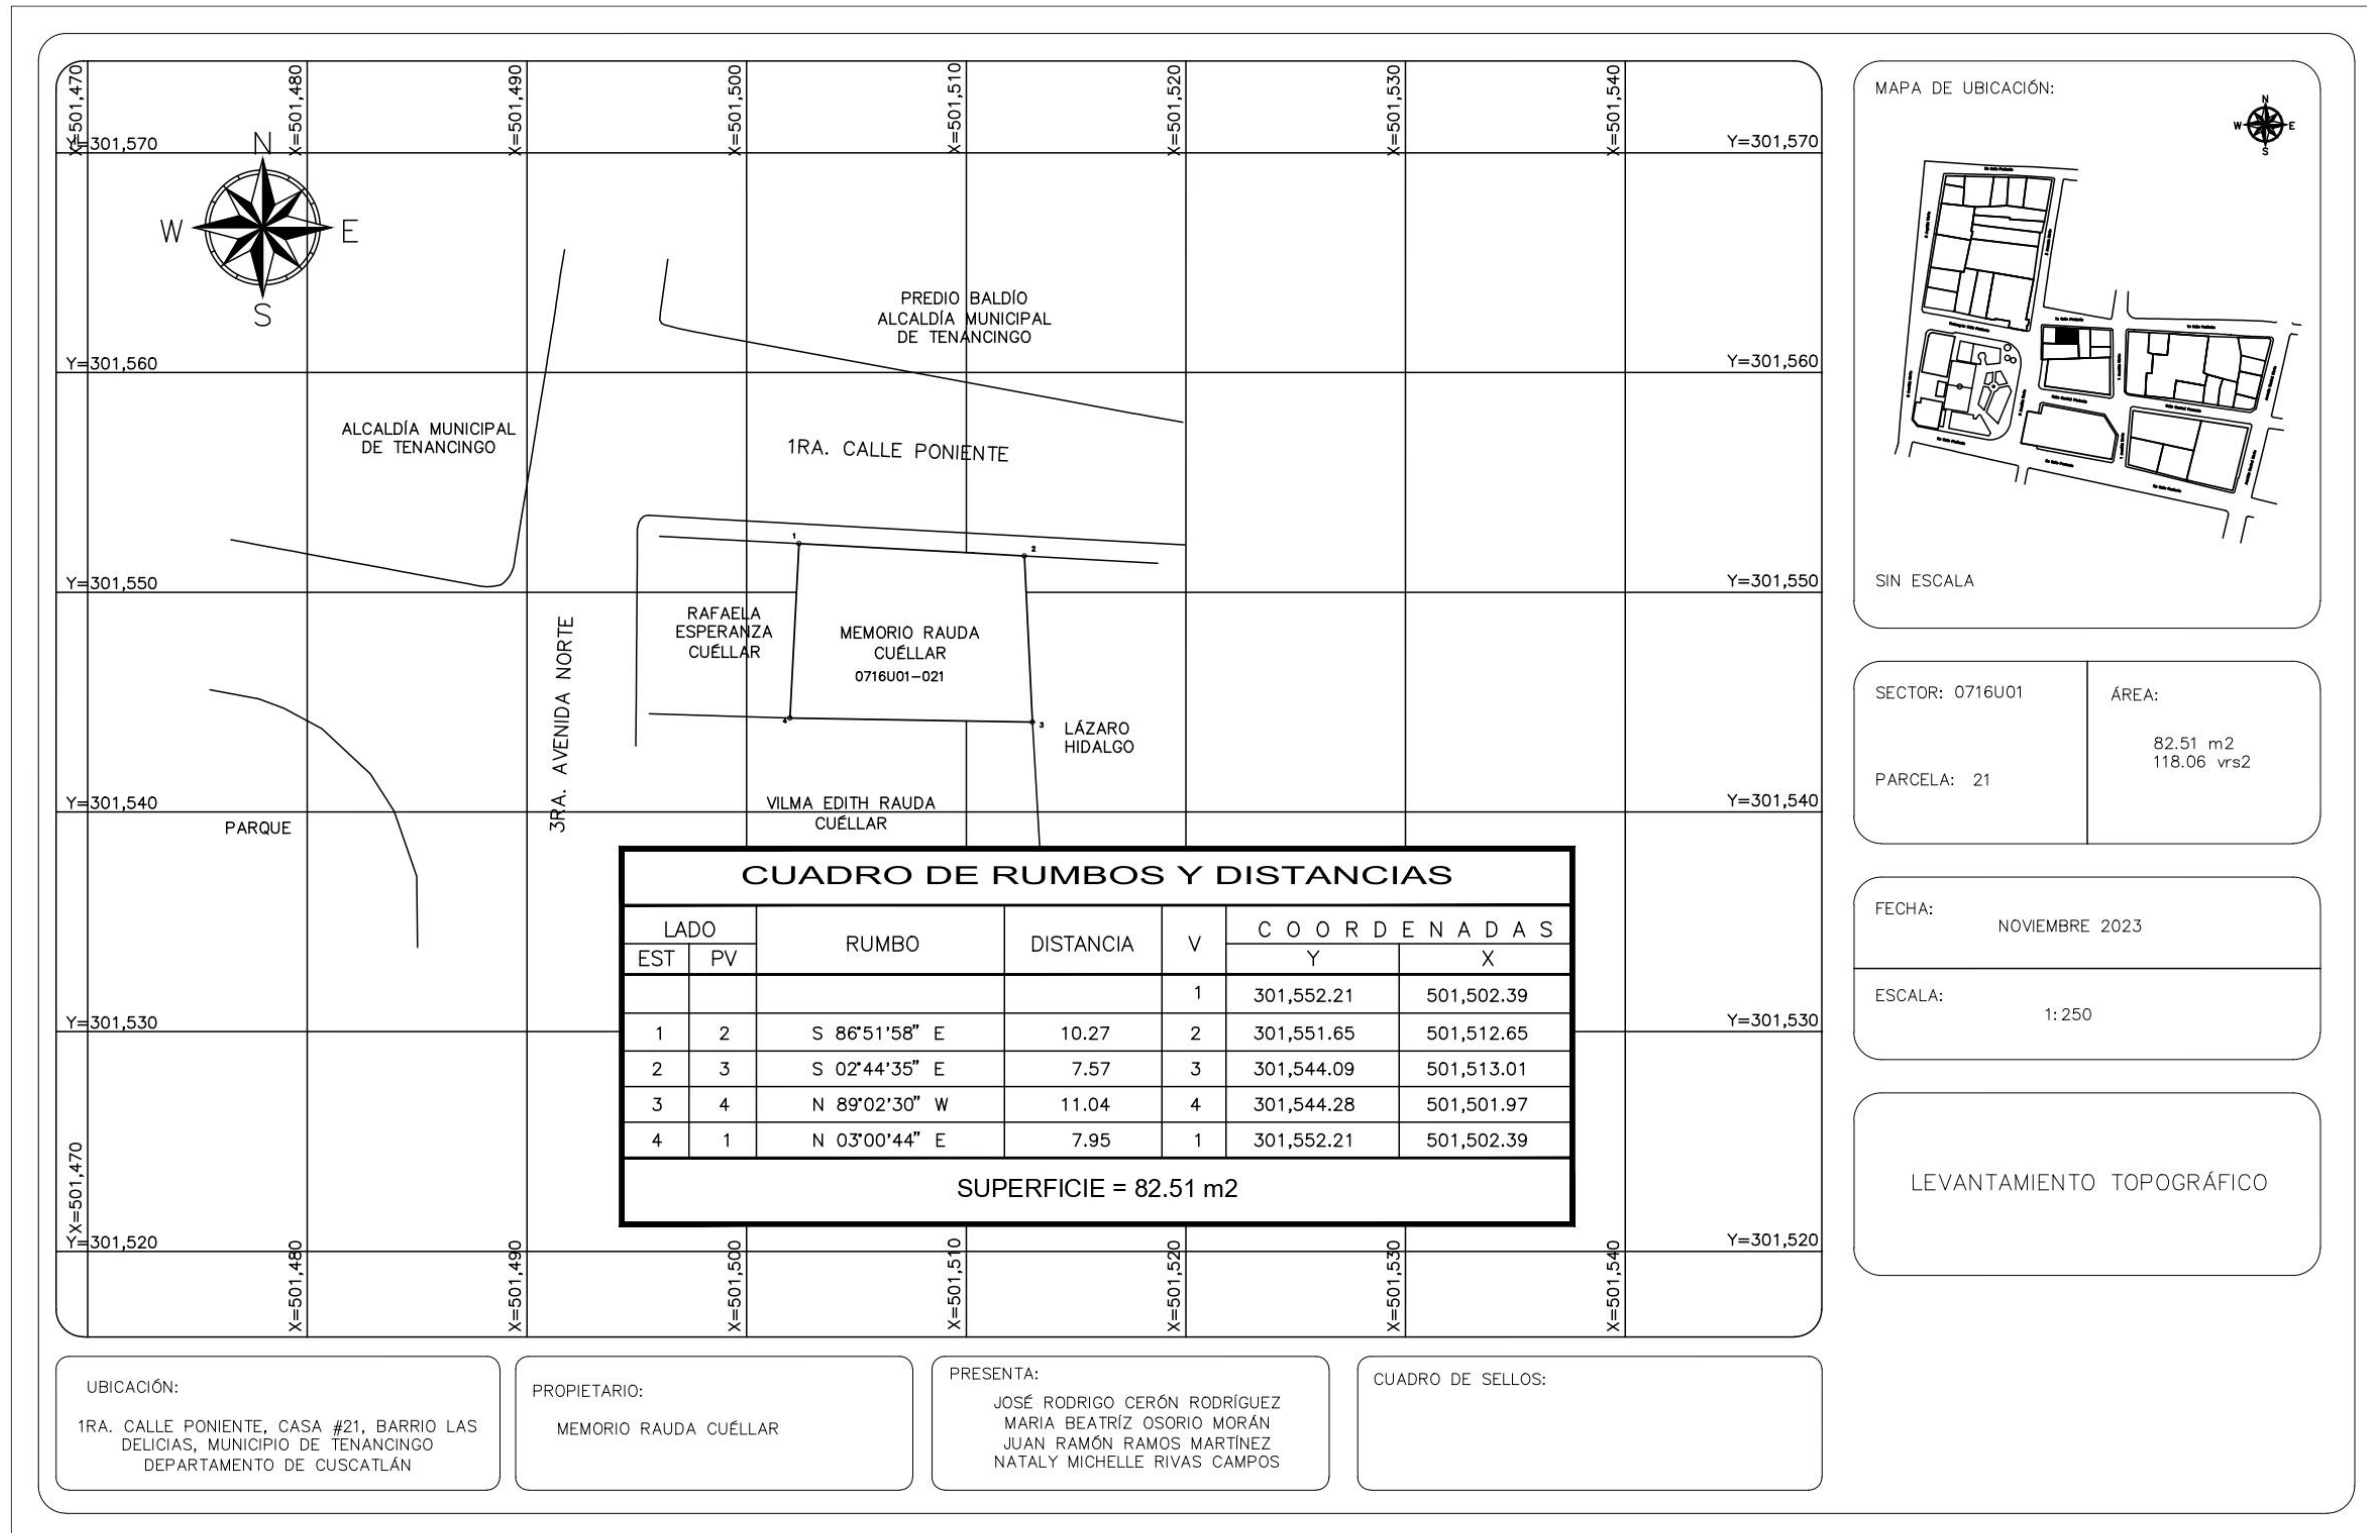 X=501,470
X=501,480
X=501,490
X=501,500
X=501,510
X=501,520
X=501,530
X=501,540
Y=301,570
Y=301,570
N
W
E
S
PREDIO BALDÍO
ALCALDÍA MUNICIPAL
DE TENANCINGO
Y=301,560
Y=301,560
ALCALDÍA MUNICIPAL
DE TENANCINGO
1RA. CALLE PONIENTE
1
2
Y=301,550
Y=301,550
RAFAELA
ESPERANZA
CUÉLLAR
MEMORIO RAUDA
CUÉLLAR
0716U01-021
3RA. AVENIDA NORTE
4
3
LÁZARO
HIDALGO
Y=301,540
Y=301,540
VILMA EDITH RAUDA
CUÉLLAR
PARQUE
CUADRO DE RUMBOS Y DISTANCIAS
LADO RUMBO DISTANCIA V COORDENADAS
EST PV Y X
1 301,552.21 501,502.39
1 2 S 86°51'58" E 10.27 2 301,551.65 501,512.65
2 3 S 02°44'35" E 7.57 3 301,544.09 501,513.01
3 4 N 89°02'30" W 11.04 4 301,544.28 501,501.97
4 1 N 03°00'44" E 7.95 1 301,552.21 501,502.39
SUPERFICIE = 82.51 m2
Y=301,530
Y=301,530
Y=301,520
Y=301,520
X=501,470
X=501,480
X=501,490
X=501,500
X=501,510
X=501,520
X=501,530
X=501,540
MAPA DE UBICACIÓN:
N
W
E
S
SIN ESCALA
SECTOR: 0716U01
PARCELA: 21
ÁREA:
82.51 m2
118.06 vrs2
FECHA:
NOVIEMBRE 2023
ESCALA:
1:250
LEVANTAMIENTO TOPOGRÁFICO
UBICACIÓN:
1RA. CALLE PONIENTE, CASA #21, BARRIO LAS
DELICIAS, MUNICIPIO DE TENANCINGO
DEPARTAMENTO DE CUSCATLÁN
PROPIETARIO:
MEMORIO RAUDA CUÉLLAR
PRESENTA:
JOSÉ RODRIGO CERÓN RODRÍGUEZ
MARIA BEATRÍZ OSORIO MORÁN
JUAN RAMÓN RAMOS MARTÍNEZ
NATALY MICHELLE RIVAS CAMPOS
CUADRO DE SELLOS: